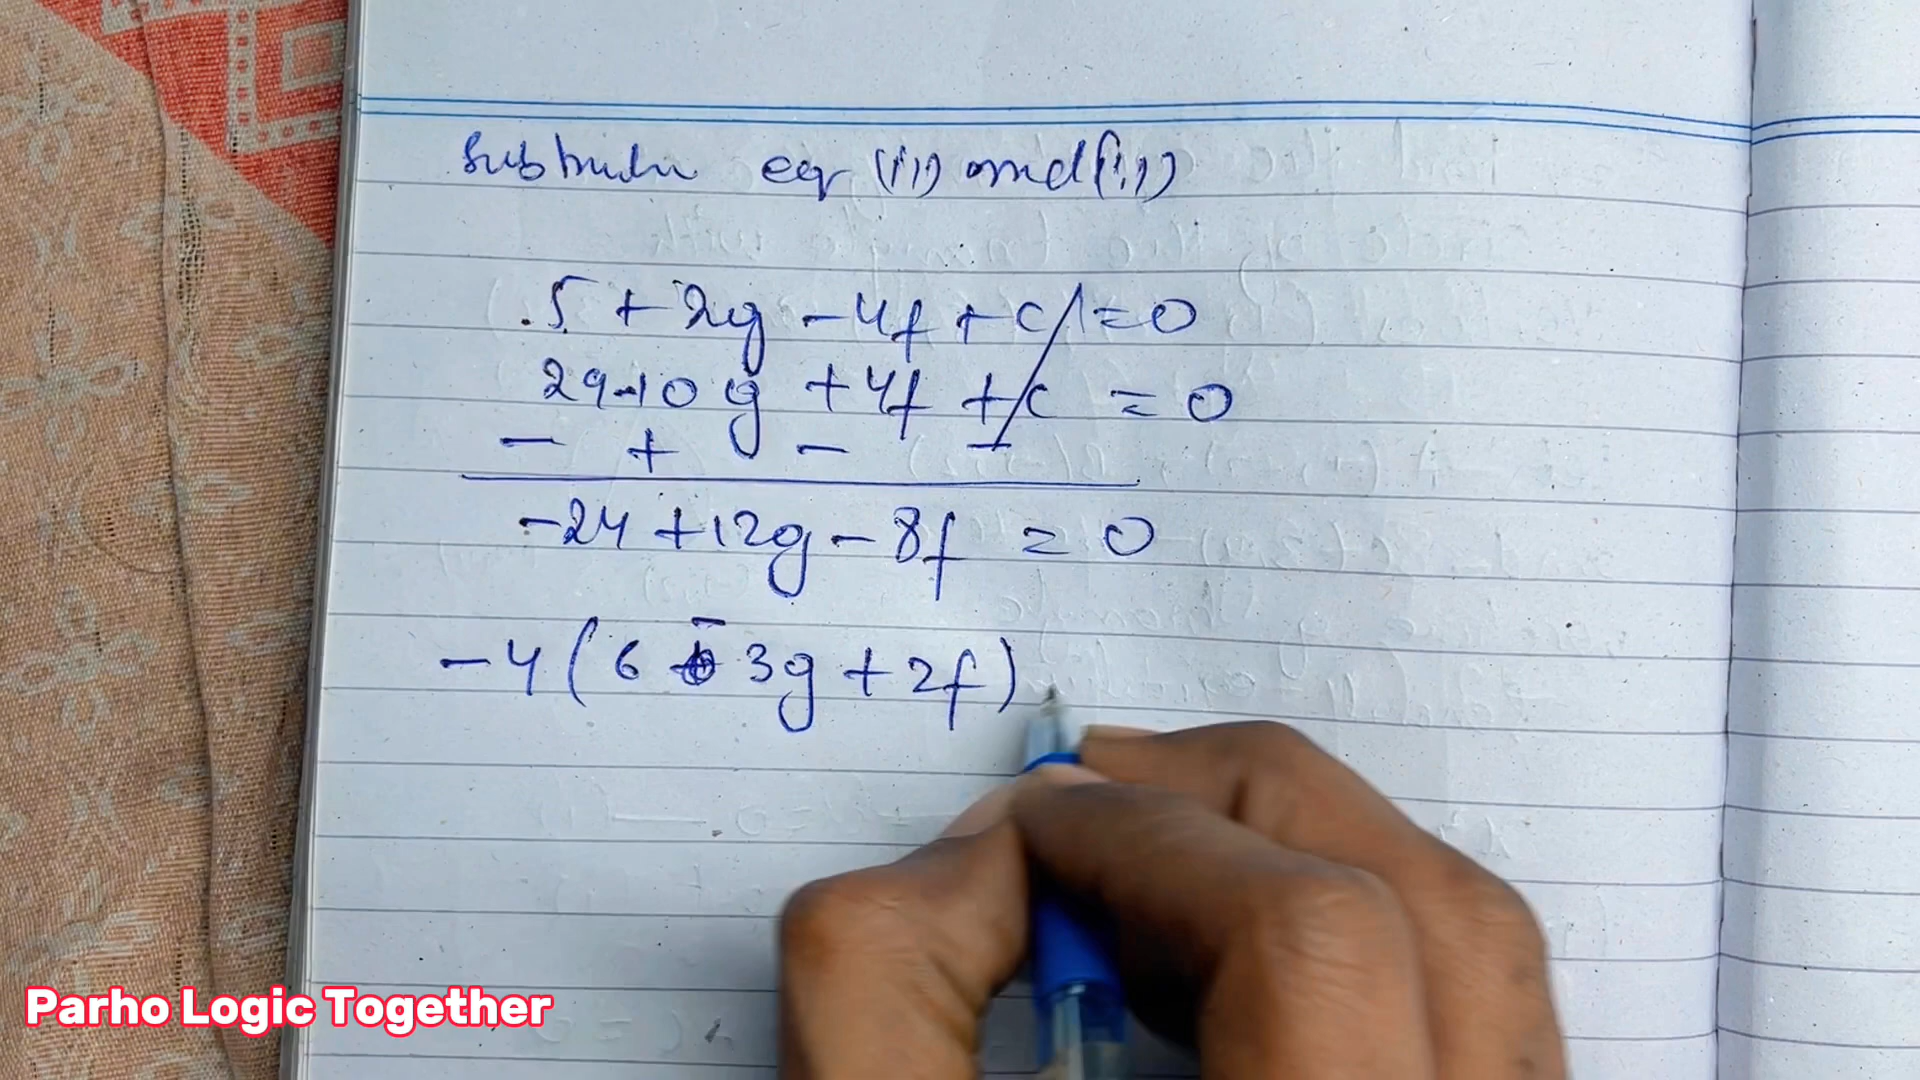 eq (ii) and (iii)
5 + 2g - 4f + c = 0
29-10g + 4f + c = 0
- + - -
-24 + 12g - 8f = 0
-4(6 - 3g + 2f)
Parho Logic Together